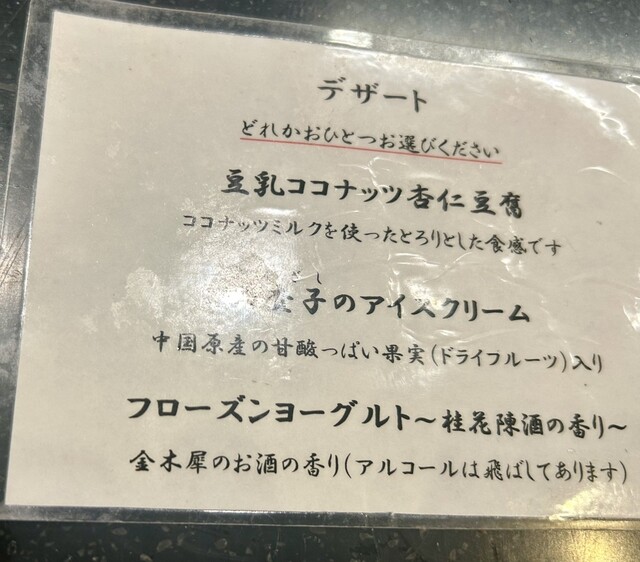 デザート
どれかおひとつお選びください
豆乳ココナッツ杏仁豆腐
ココナッツミルクを使ったとろりとした食感です
子のアイスクリーム
中国原産の甘酸っぱい果実(ドライフルーツ)入り
フローズンヨーグルト～桂花陳酒の香り～
金木犀のお酒の香り(アルコールは飛ばしてあります)